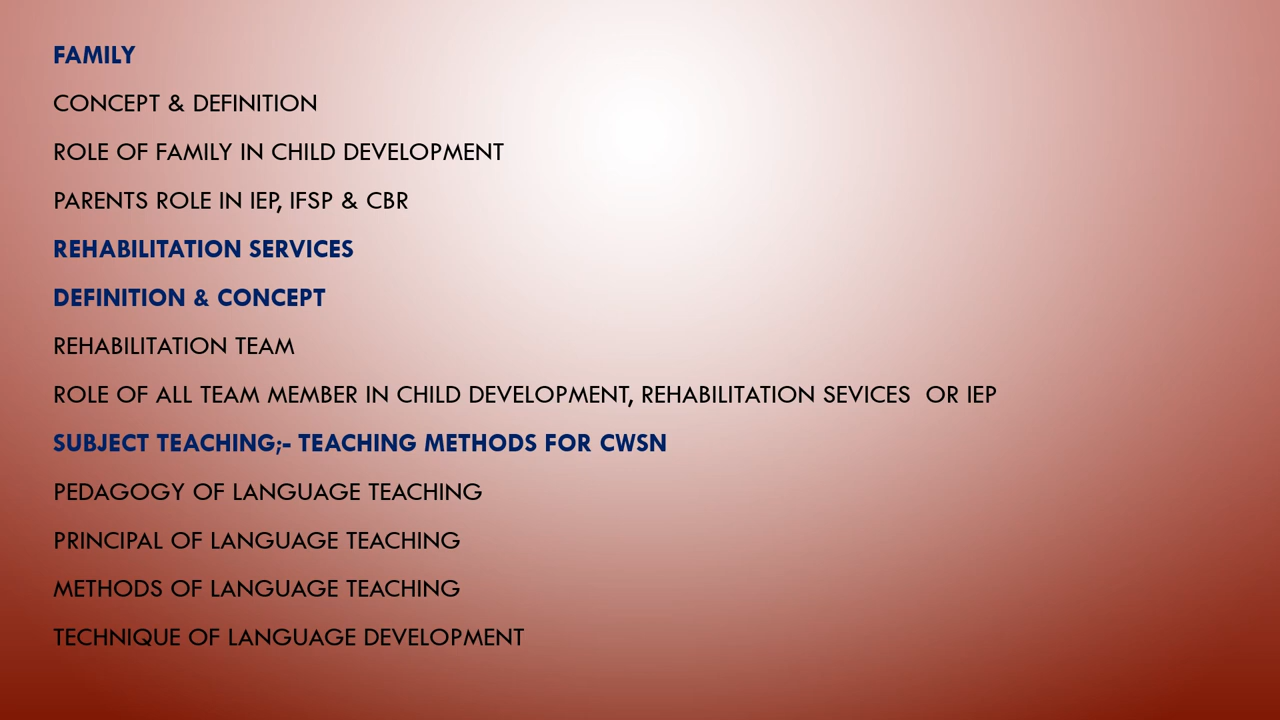 FAMILY
CONCEPT & DEFINITION
ROLE OF FAMILY IN CHILD DEVELOPMENT
PARENTS ROLE IN IEP, IFSP & CBR
REHABILITATION SERVICES
DEFINITION & CONCEPT
REHABILITATION TEAM
ROLE OF ALL TEAM MEMBER IN CHILD DEVELOPMENT, REHABILITATION SEVICES  OR IEP
SUBJECT TEACHING;- TEACHING METHODS FOR CWSN
PEDAGOGY OF LANGUAGE TEACHING
PRINCIPAL OF LANGUAGE TEACHING
METHODS OF LANGUAGE TEACHING
TECHNIQUE OF LANGUAGE DEVELOPMENT